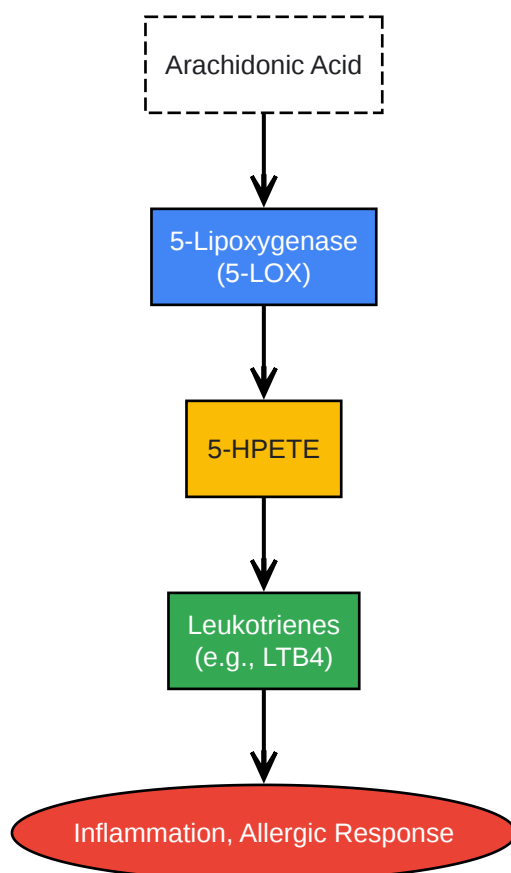 Arachidonic Acid
5-Lipoxygenase
(5-LOX)
5-HPETE
Leukotrienes
(e.g., LTB4)
Inflammation, Allergic Response